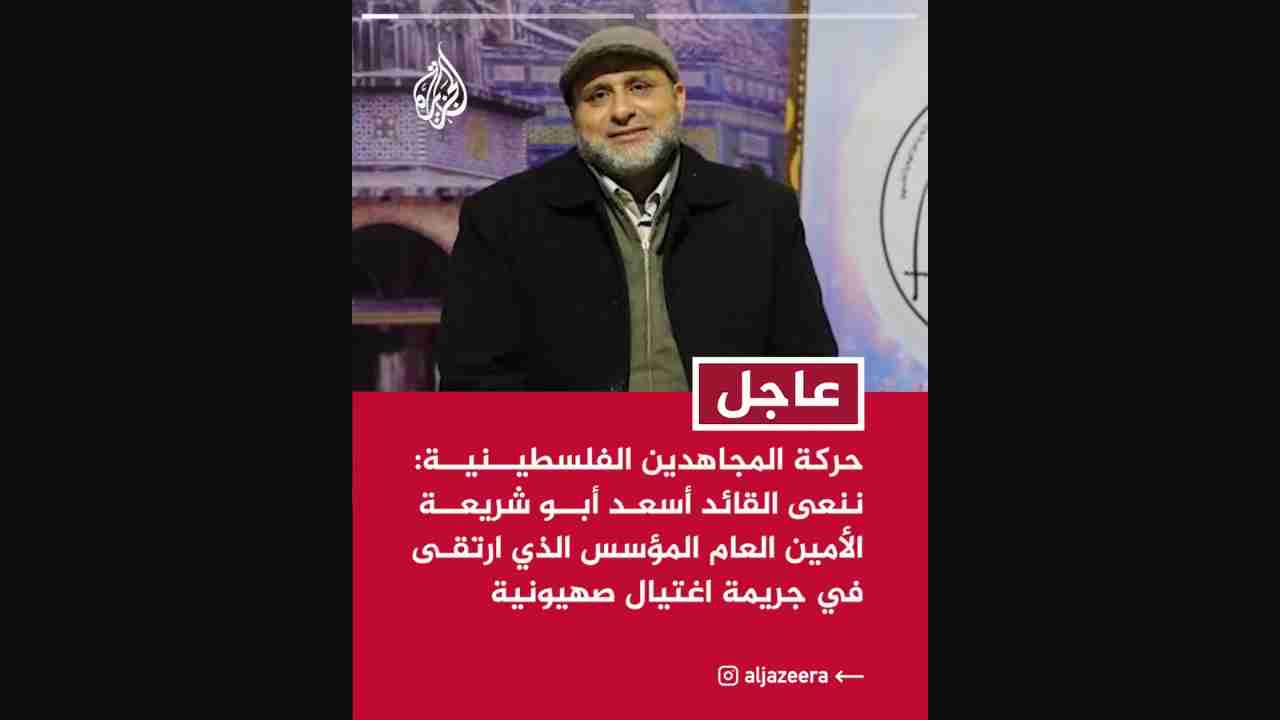 الجزيرة
عاجل
حركة المجاهدين الفلسطينية:
ننعى القائد أسعد أبو شريعة
الأمين العام المؤسس الذي ارتقى
في جريمة اغتيال صهيونية
aljazeera